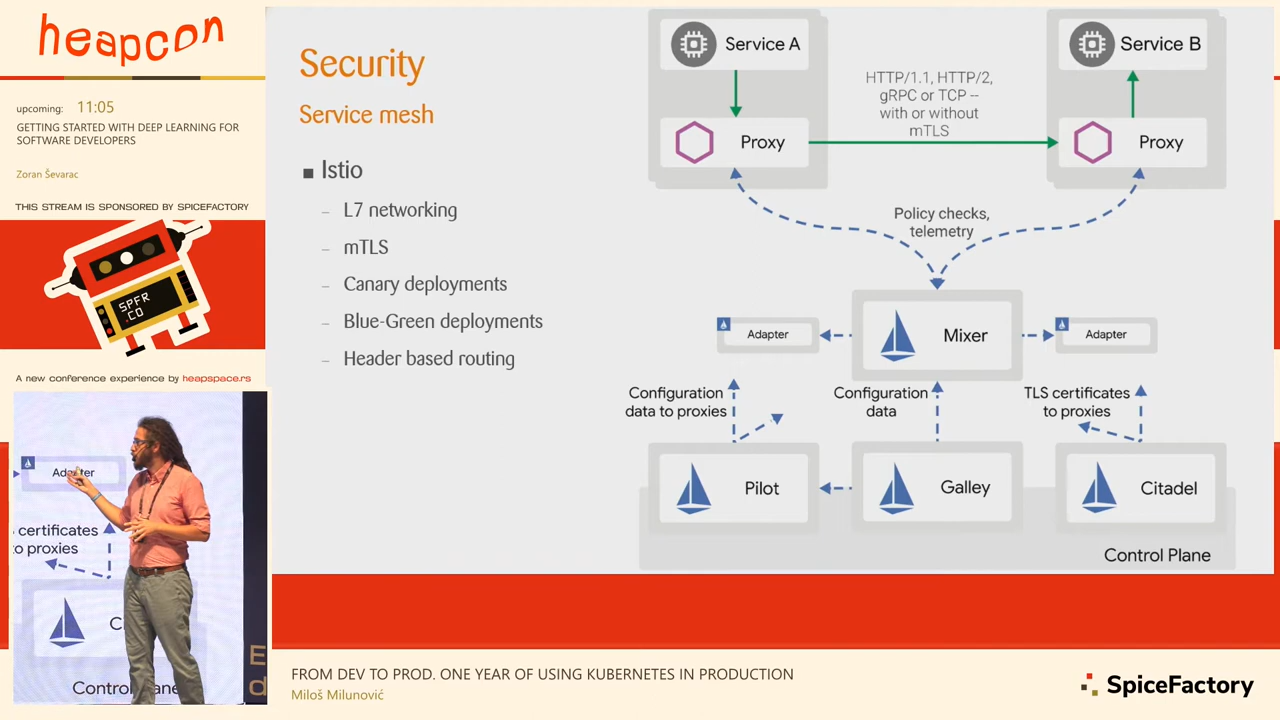 heapcon
upcoming: 11:05
GETTING STARTED WITH DEEP LEARNING FOR
SOFTWARE DEVELOPERS
Zoran Ševarac
THIS STREAM IS SPONSORED BY SPICEFACTORY
SPFR
.CO
A new conference experience by heapspace.rs
Security
Service mesh
Istio
L7 networking
mTLS
Canary deployments
Blue-Green deployments
Header based routing
Service A
Service B
HTTP/1.1, HTTP/2,
gRPC or TCP --
with or without
mTLS
Proxy
Proxy
Policy checks,
telemetry
Adapter
Mixer
Adapter
Configuration
data to proxies
Configuration
data
TLS certificates
to proxies
Pilot
Galley
Citadel
Control Plane
Adapter
certificates
to proxies
C
Control Plane
E
d
FROM DEV TO PROD. ONE YEAR OF USING KUBERNETES IN PRODUCTION
Miloš Milunović
SpiceFactory